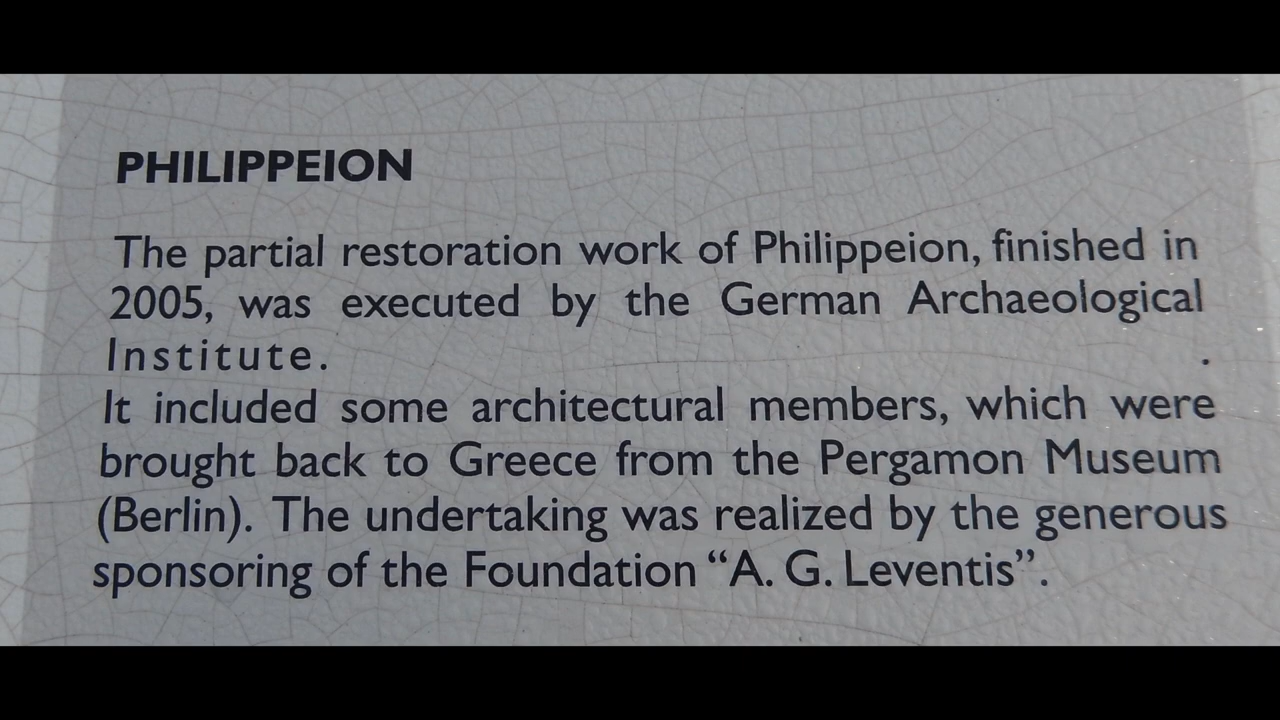 PHILIPPEION
The partial restoration work of Philippeion, finished in
2005, was executed by the German Archaeological
Institute. .
It included some architectural members, which were
brought back to Greece from the Pergamon Museum
(Berlin). The undertaking was realized by the generous
sponsoring of the Foundation “A. G. Leventis”.